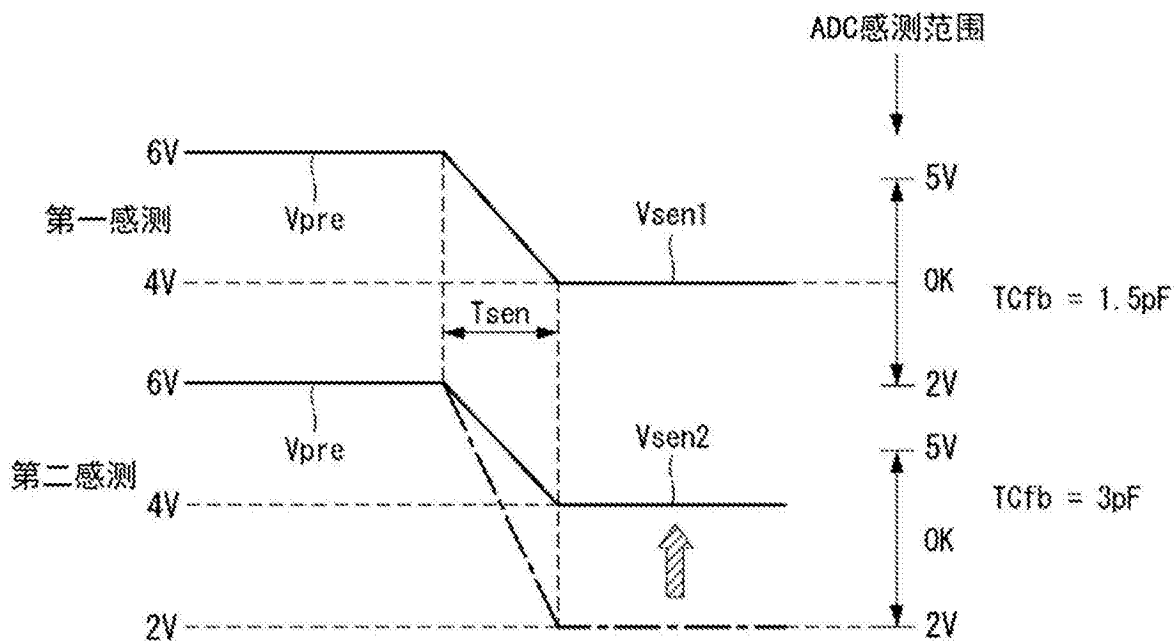 ADC感测范围
6V
5V
第一感测
Vpre
Vsen1
4V
OK
TCfb = 1.5pF
Tsen
6V
2V
Vpre
Vsen2
5V
第二感测
4V
TCfb = 3pF
OK
2V
2V